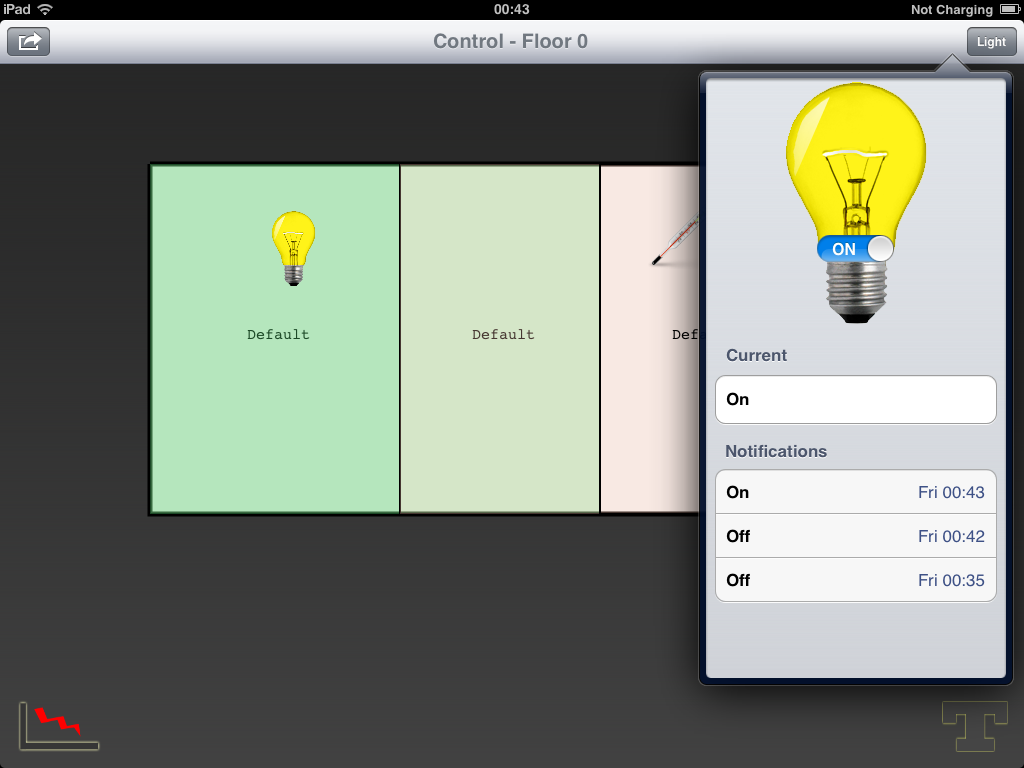 iPad 00:43 Not Charging
Control - Floor 0 Light
ON
Default Default Def
Current
On
Notifications
On Fri 00:43
Off Fri 00:42
Off Fri 00:35
T